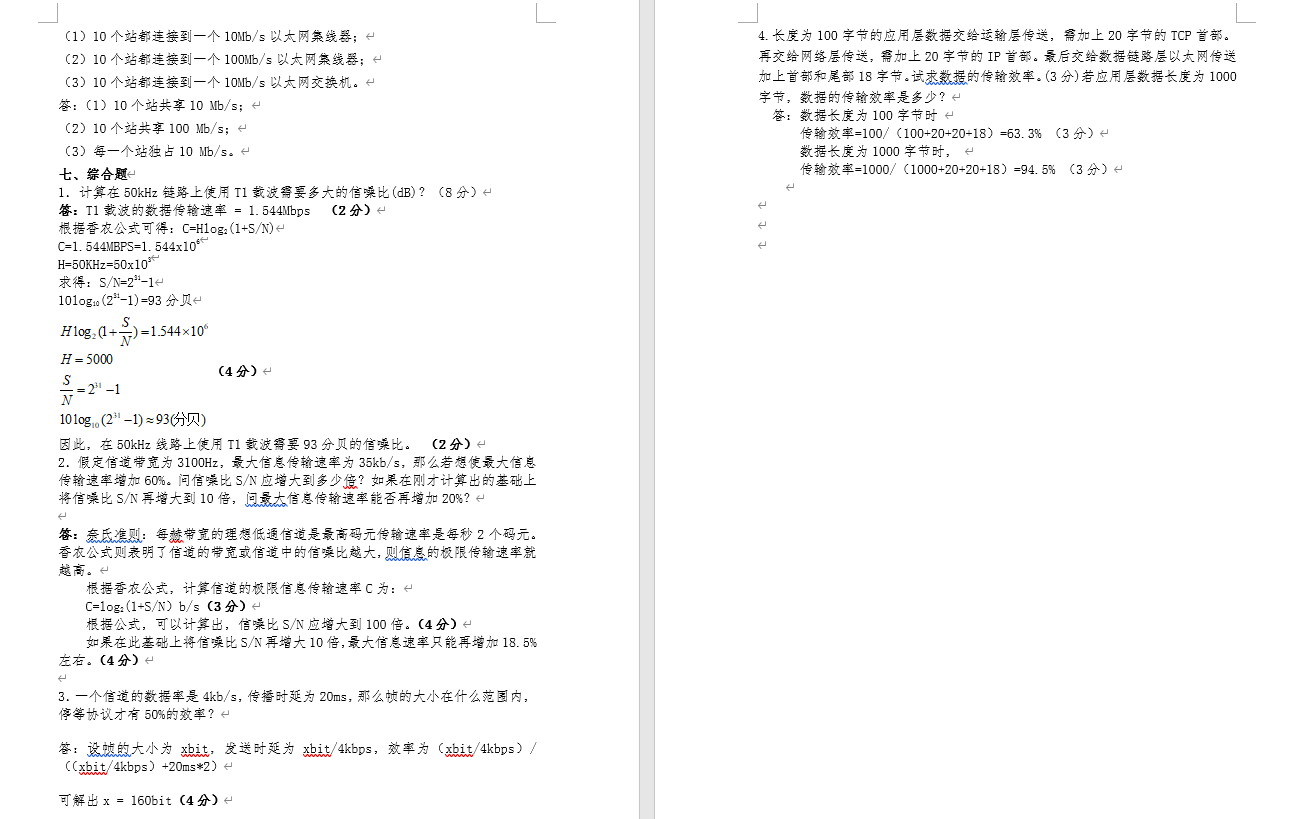 （1）10 个站都连接到一个 10Mb/s 以太网集线器；
（2）10 个站都连接到一个 100Mb/s 以太网集线器；
（3）10 个站都连接到一个 10Mb/s 以太网交换机。
答：（1）10 个站共享 10 Mb/s；
（2）10 个站共享 100 Mb/s；
（3）每一个站独占 10 Mb/s。
七、综合题
1. 计算在 50kHz 链路上使用 T1 载波需要多大的信噪比(dB)？（8 分）
答：T1 载波的数据传输速率 = 1.544Mbps （2 分）
根据香农公式可得：C=Hlog₂(1+S/N)
C=1.544MBPS=1.544x10⁶
H=50KHz=50x10³
求得：S/N=2³¹-1
10log₁₀(2³¹-1)=93 分贝
H log₂(1+S/N)=1.544×10⁶
H = 5000
（4 分）
S/N = 2³¹ −1
10log₁₀(2³¹ −1) ≈ 93(分贝)
因此，在 50kHz 线路上使用 T1 载波需要 93 分贝的信噪比。 （2 分）
2. 假定信道带宽为 3100Hz，最大信息传输速率为 35kb/s，那么若想使最大信息
传输速率增加 60%。问信噪比 S/N 应增大到多少倍？如果在刚才计算出的基础上
将信噪比 S/N 再增大到 10 倍，问最大信息传输速率能否再增加 20%？
答：奈氏准则：每赫带宽的理想低通信道是最高码元传输速率是每秒 2 个码元。
香农公式则表明了信道的带宽或信道中的信噪比越大，则信息的极限传输速率就
越高。
根据香农公式，计算信道的极限信息传输速率 C 为：
C=log₂(1+S/N）b/s（3 分）
根据公式，可以计算出，信噪比 S/N 应增大到 100 倍。（4 分）
如果在此基础上将信噪比 S/N 再增大 10 倍，最大信息速率只能再增加 18.5%
左右。（4 分）
3. 一个信道的数据率是 4kb/s，传播时延为 20ms，那么帧的大小在什么范围内，
停等协议才有 50%的效率？
答：设帧的大小为 xbit，发送时延为 xbit/4kbps，效率为（xbit/4kbps）/
（(xbit/4kbps）+20ms*2）
可解出 x = 160bit（4 分）
4. 长度为 100 字节的应用层数据交给运输层传送，需加上 20 字节的 TCP 首部。
再交给网络层传送，需加上 20 字节的 IP 首部。最后交给数据链路层以太网传送
加上首部和尾部 18 字节。试求数据的传输效率。(3 分)若应用层数据长度为 1000
字节，数据的传输效率是多少？
答：数据长度为 100 字节时
传输效率=100/（100+20+20+18）=63.3% （3 分）
数据长度为 1000 字节时，
传输效率=1000/（1000+20+20+18）=94.5% （3 分）